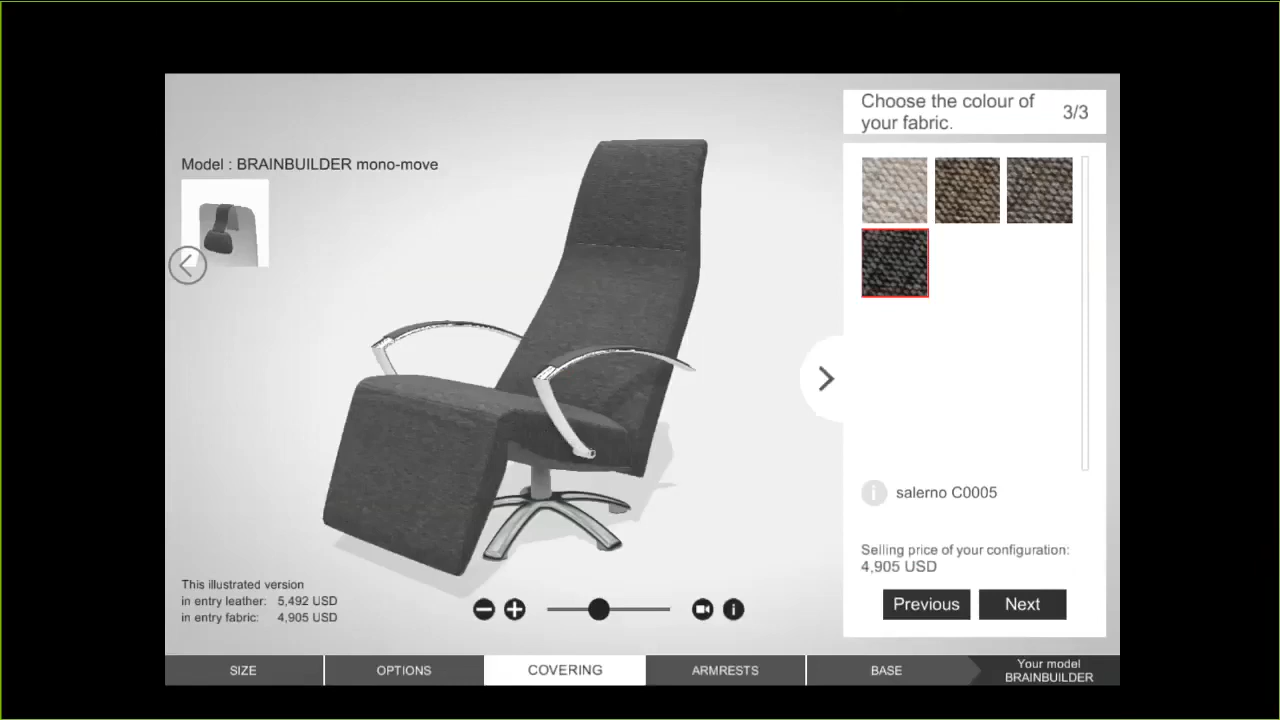 Choose the colour of
your fabric.
3/3
Model : BRAINBUILDER mono-move
salerno C0005
Selling price of your configuration:
4,905 USD
Previous
Next
This illustrated version
in entry leather: 5,492 USD
in entry fabric: 4,905 USD
SIZE
OPTIONS
COVERING
ARMRESTS
BASE
Your model
BRAINBUILDER